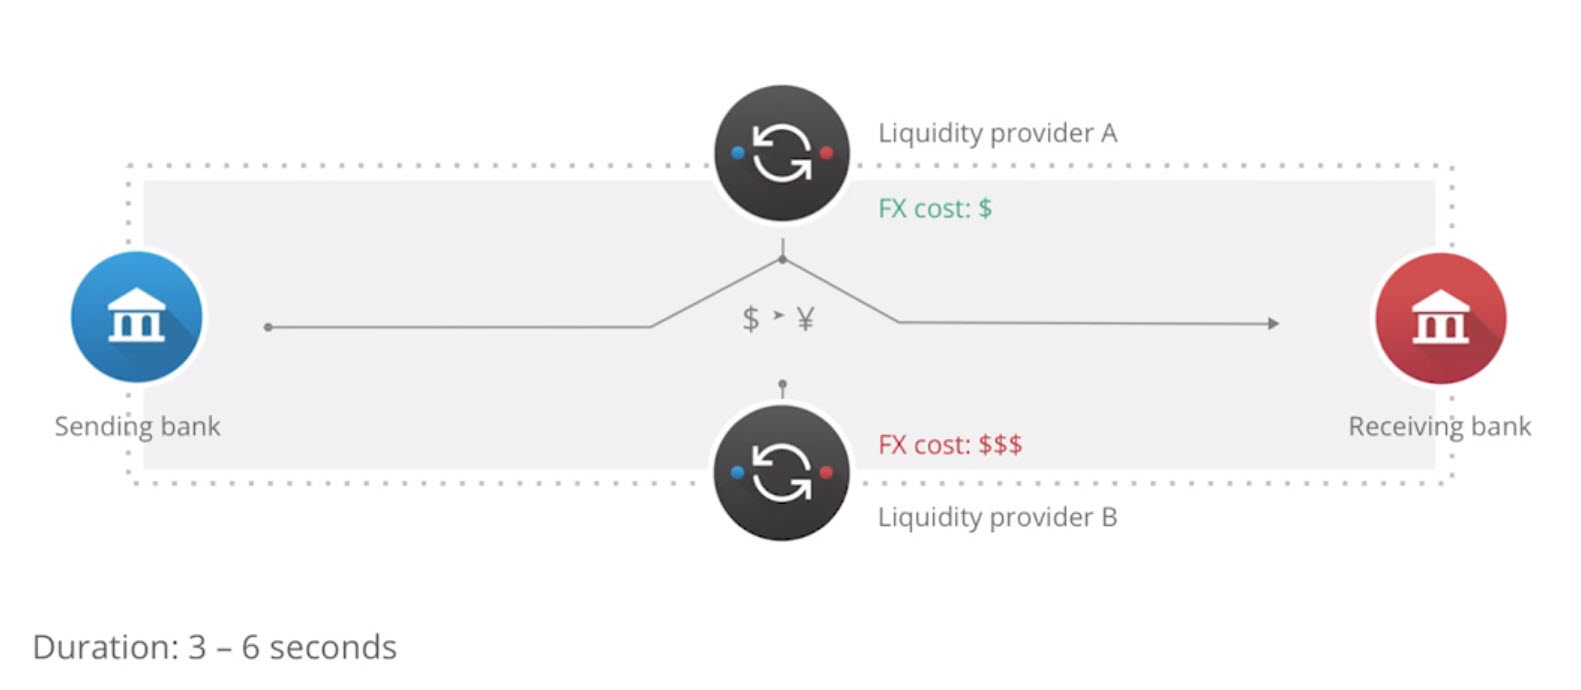 Liquidity provider A
FX cost: $
$ ➤ ¥
Sending bank
Receiving bank
FX cost: $$$
Liquidity provider B
Duration: 3 – 6 seconds